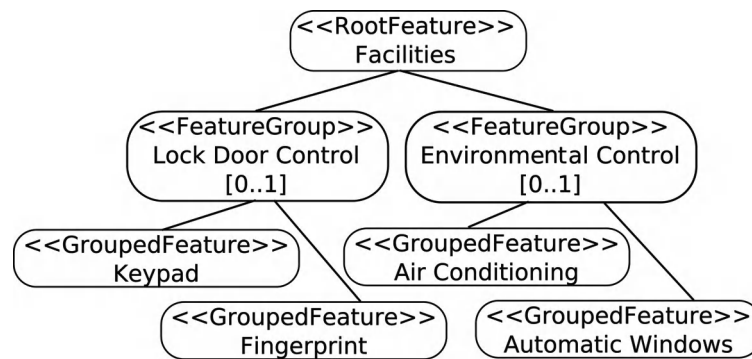 <<RootFeature>>
Facilities
<<FeatureGroup>>
Lock Door Control
[0..1]
<<FeatureGroup>>
Environmental Control
[0..1]
<<GroupedFeature>>
Keypad
<<GroupedFeature>>
Air Conditioning
<<GroupedFeature>>
Fingerprint
<<GroupedFeature>>
Automatic Windows